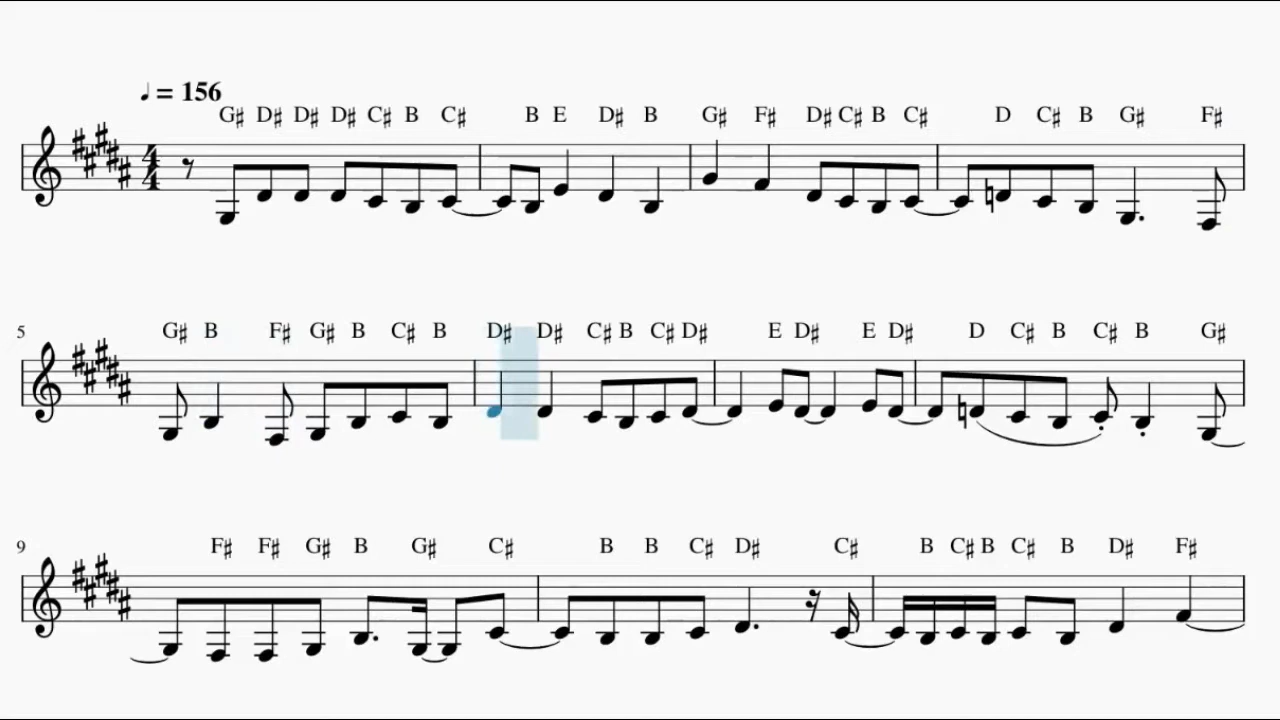 ♩ = 156
G♯ D♯ D♯ D♯ C♯ B C♯ B E D♯ B G♯ F♯ D♯ C♯ B C♯ D C♯ B G♯ F♯
4
4
5
G♯ B F♯ G♯ B C♯ B D♯ D♯ C♯ B C♯ D♯ E D♯ E D♯ D C♯ B C♯ B G♯
9
F♯ F♯ G♯ B G♯ C♯ B B C♯ D♯ C♯ B C♯ B C♯ B D♯ F♯